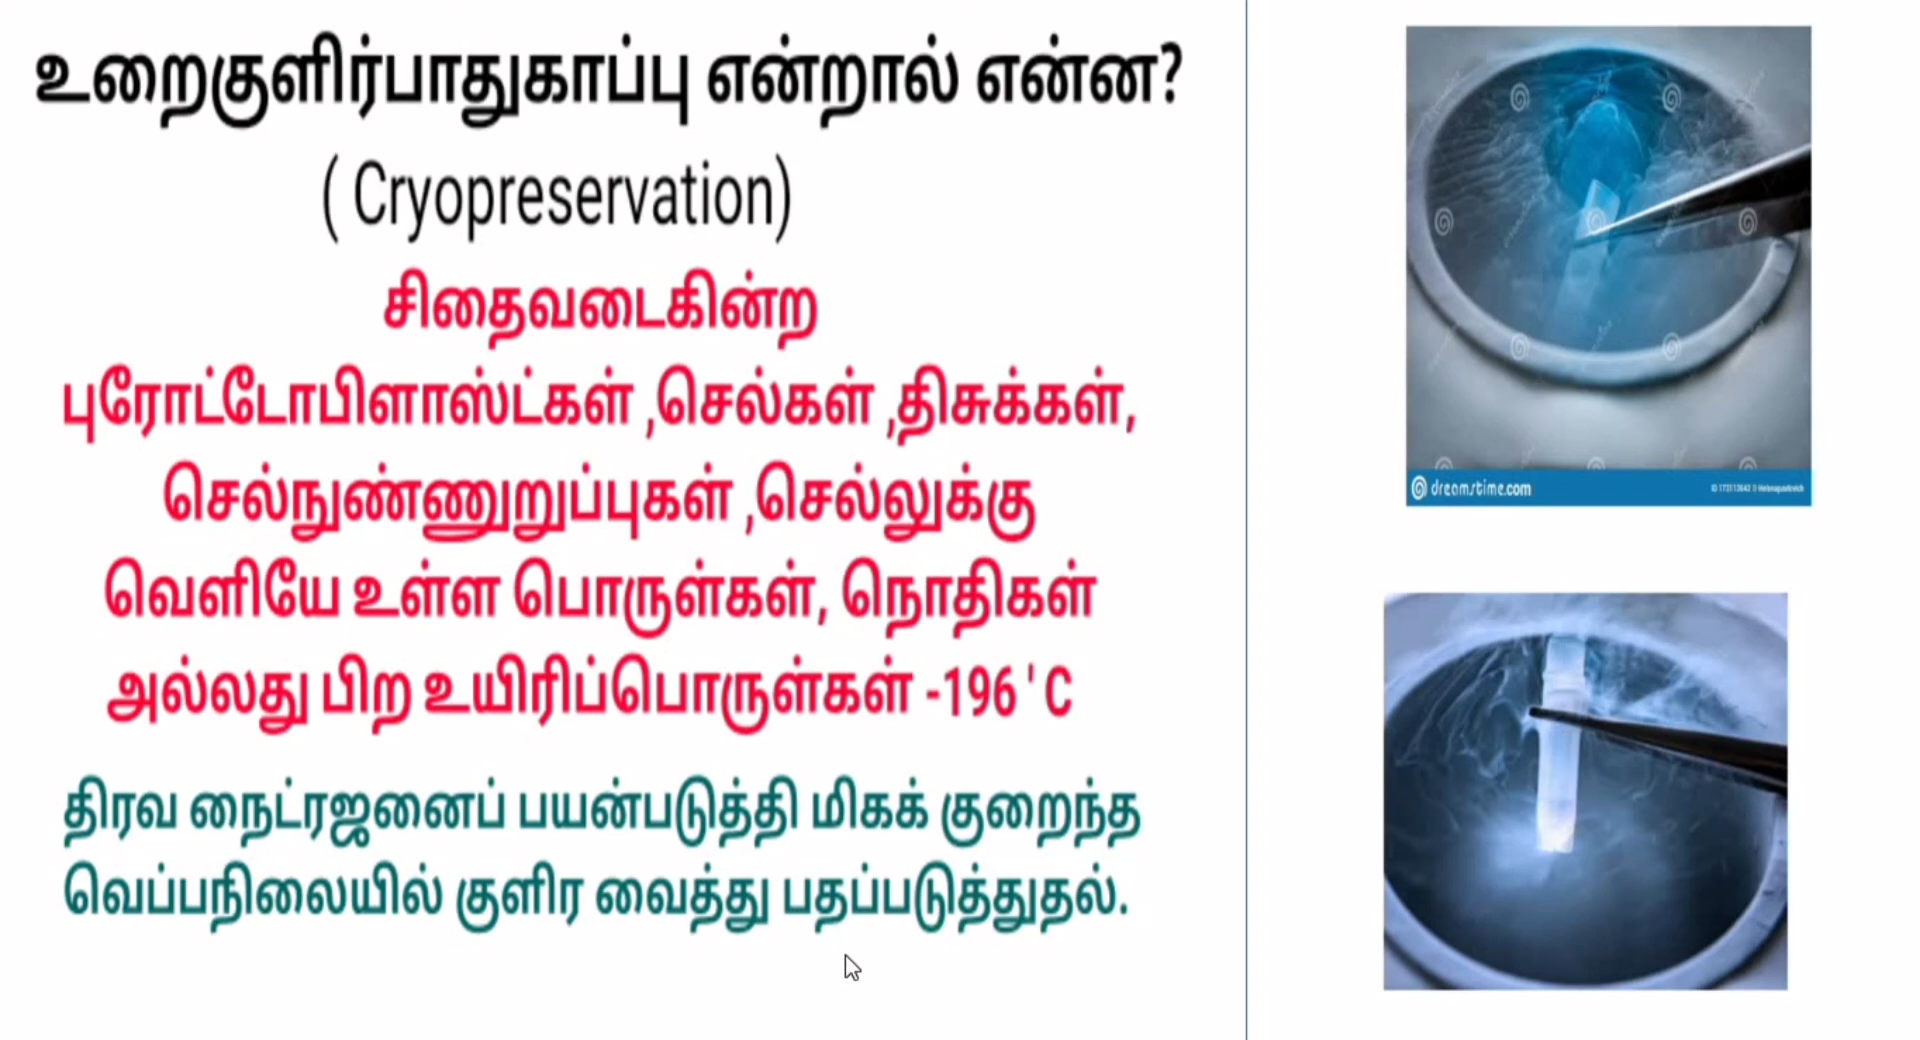 உறைகுளிர்பாதுகாப்பு என்றால் என்ன?
( Cryopreservation)
சிதைவடைகின்ற
புரோட்டோபிளாஸ்ட்கள் ,செல்கள் ,திசுக்கள்,
செல்நுண்ணுறுப்புகள் ,செல்லுக்கு
வெளியே உள்ள பொருள்கள், நொதிகள்
அல்லது பிற உயிரிப்பொருள்கள் -196 ' C
திரவ நைட்ரஜனைப் பயன்படுத்தி மிகக் குறைந்த
வெப்பநிலையில் குளிர வைத்து பதப்படுத்துதல்.
dreamstime.com